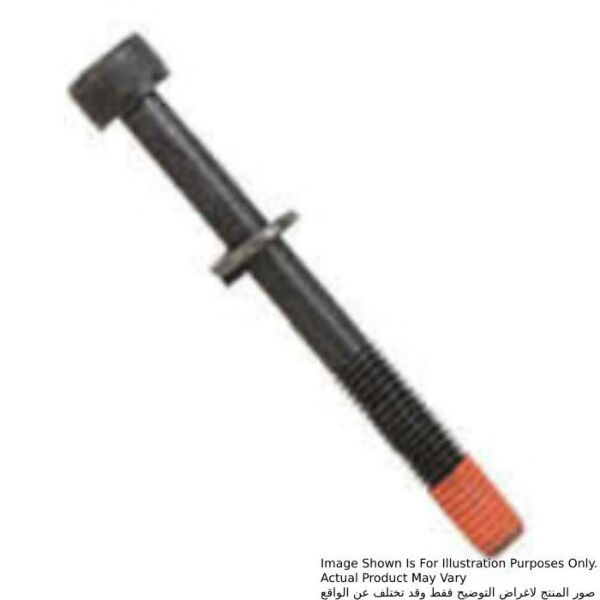 Image Shown Is For Illustration Purposes Only.
Actual Product May Vary
صور المنتج لاغراض التوضيح فقط وقد تختلف عن الواقع